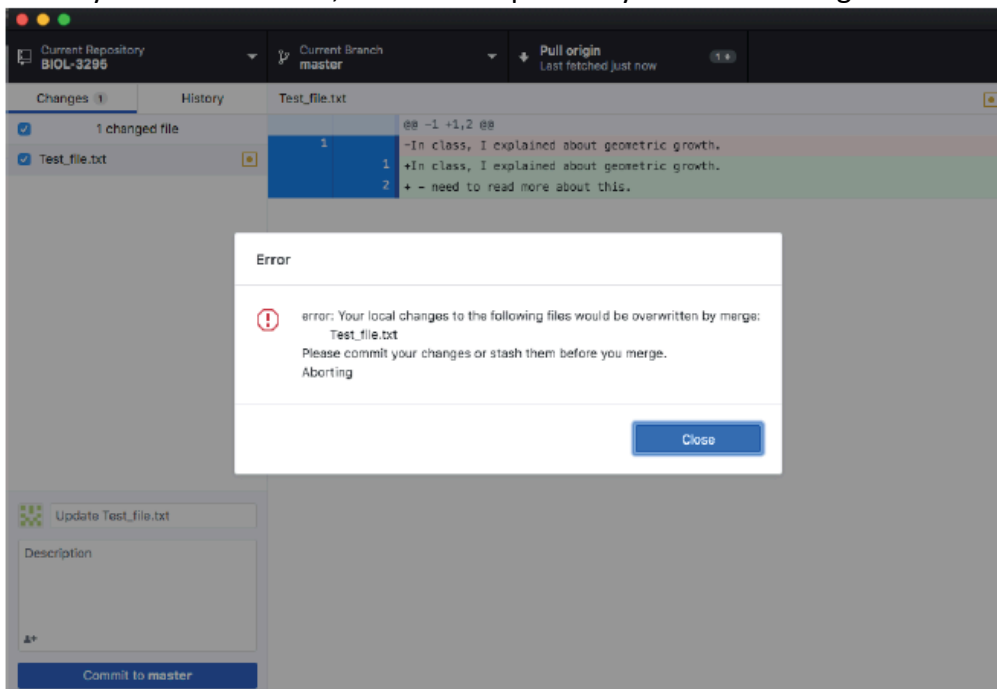 Current Repository
BIOL-3295
Current Branch
master
Pull origin
Last fetched just now
1
Changes 1
History
Test_file.txt
1 changed file
Test_file.txt
@@ -1 +1,2 @@
1 -In class, I explained about geometric growth.
1 +In class, I explained about geometric growth.
2 + - need to read more about this.
Error
error: Your local changes to the following files would be overwritten by merge:
Test_file.txt
Please commit your changes or stash them before you merge.
Aborting
Close
Update Test_file.txt
Description
Commit to master